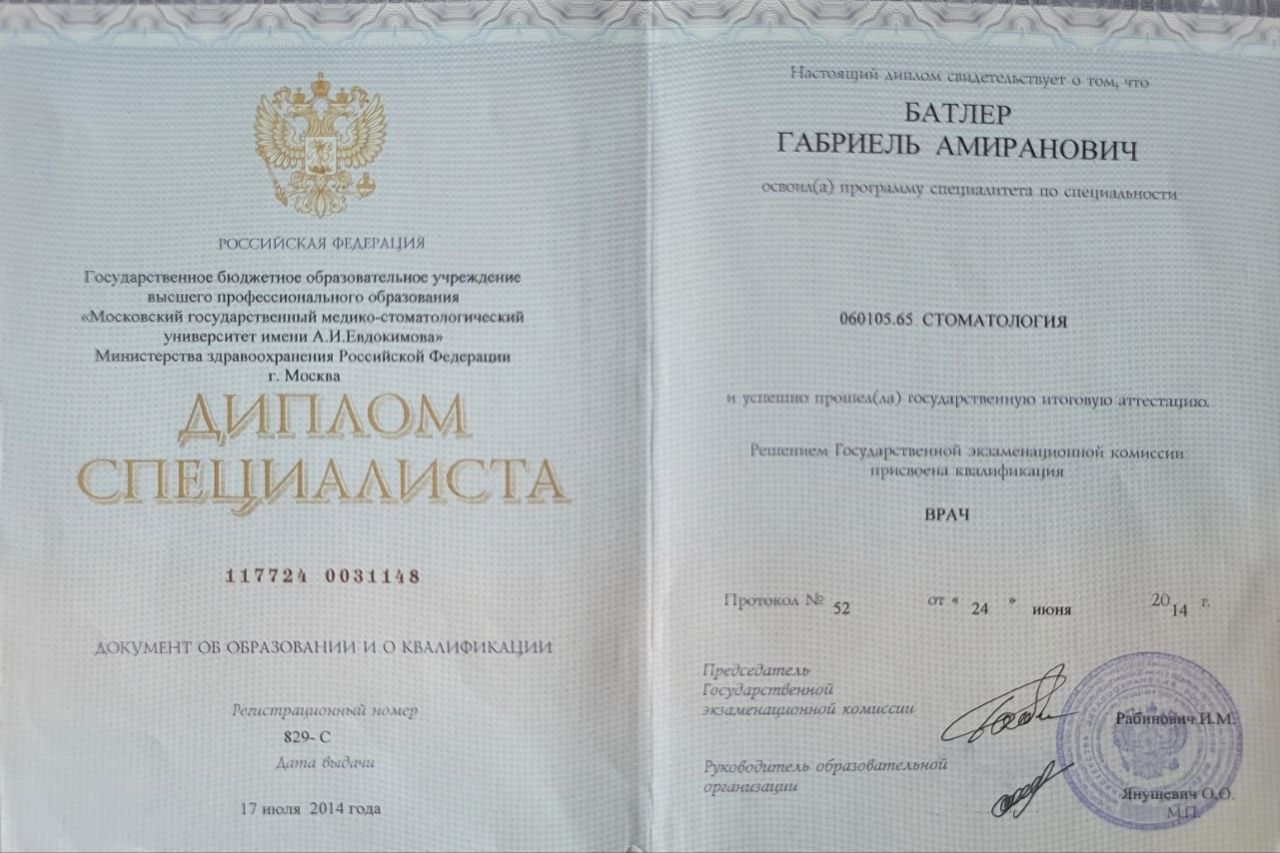 РОССИЙСКАЯ ФЕДЕРАЦИЯ
Государственное бюджетное образовательное учреждение
высшего профессионального образования
«Московский государственный медико-стоматологический
университет имени А.И.Евдокимова»
Министерства здравоохранения Российской Федерации
г. Москва
ДИПЛОМ
СПЕЦИАЛИСТА
117724 0031148
ДОКУМЕНТ ОБ ОБРАЗОВАНИИ И О КВАЛИФИКАЦИИ
Регистрационный номер
829- С
Дата выдачи
17 июля 2014 года
Настоящий диплом свидетельствует о том, что
БАТЛЕР
ГАБРИЕЛЬ АМИРАНОВИЧ
освоил(а) программу специалитета по специальности
060105.65 СТОМАТОЛОГИЯ
и успешно прошел(ла) государственную итоговую аттестацию.
Решением Государственной экзаменационной комиссии
присвоена квалификация
ВРАЧ
Протокол № 52 от « 24 » июня 2014 г.
Председатель
Государственной
экзаменационной комиссии
Рабинович И.М.
Руководитель образовательной
организации
Янушевич О.О.
М.П.